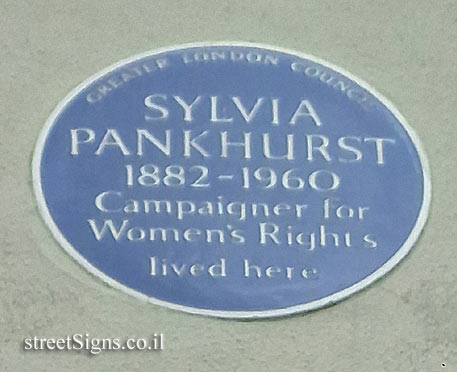 GREATER LONDON COUNCIL
SYLVIA
PANKHURST
1882-1960
Campaigner for
Women's Rights
lived here
streetSigns.co.il